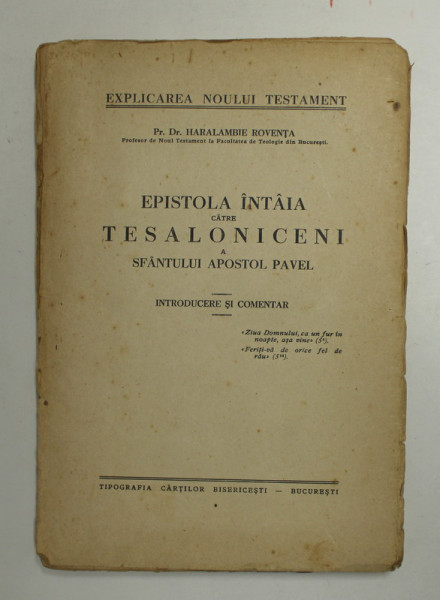 EXPLICAREA NOULUI TESTAMENT
Pr. Dr. HARALAMBIE ROVENȚA
Profesor de Noul Testament la Facultatea de Teologie din București.
EPISTOLA ÎNTÂIA
CĂTRE
TESALONICENI
A
SFÂNTULUI APOSTOL PAVEL
INTRODUCERE ȘI COMENTAR
«Ziua Domnului, ca un fur în
noapte, așa vine» (5²).
«Feriți-vă de orice fel de
rău» (5²²).
TIPOGRAFIA CĂRȚILOR BISERICEȘTI — BUCUREȘTI